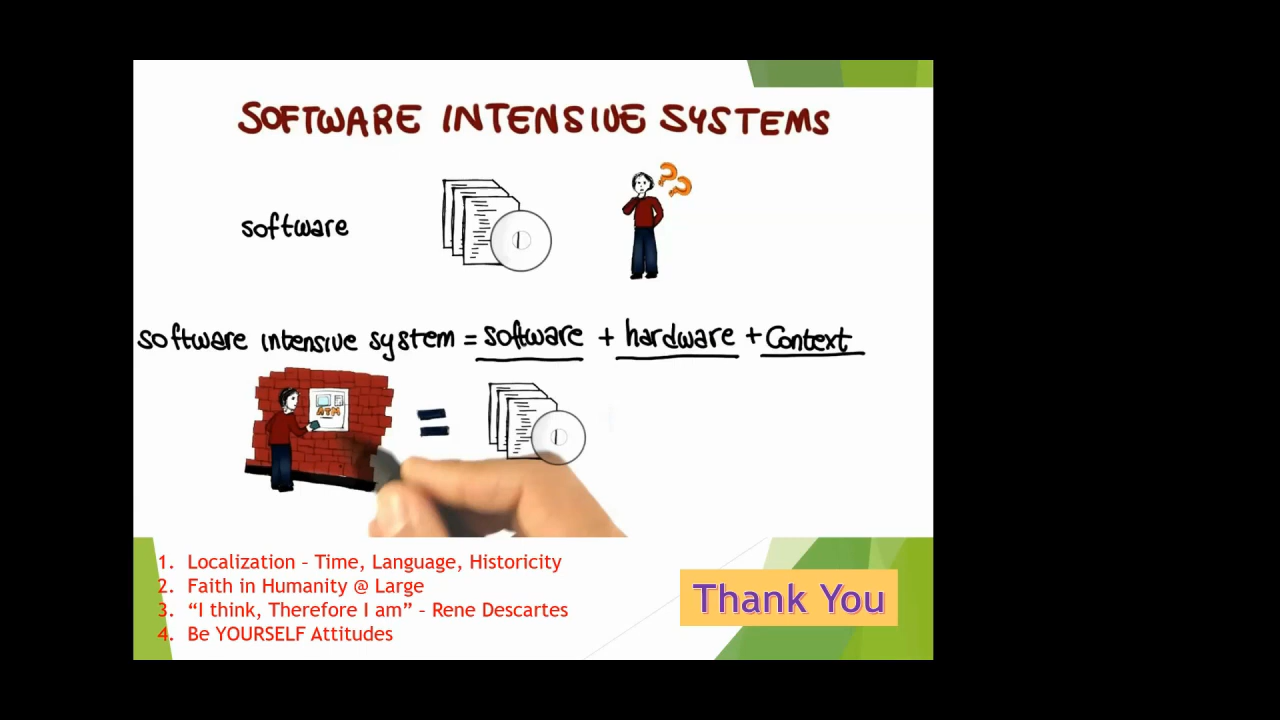 SOFTWARE INTENSIVE SYSTEMS
??
software
software intensive system = software + hardware + Context
ATM
=
1. Localization – Time, Language, Historicity
2. Faith in Humanity @ Large
3. “I think, Therefore I am” – Rene Descartes
4. Be YOURSELF Attitudes
Thank You